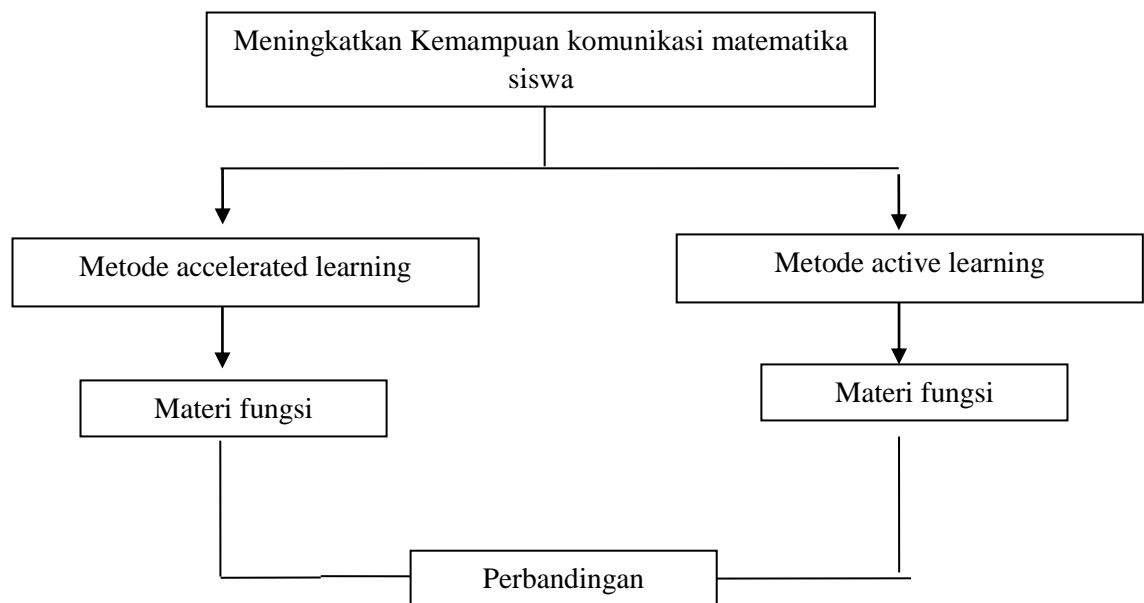 Meningkatkan Kemampuan komunikasi matematika
siswa
Metode accelerated learning
Metode active learning
Materi fungsi
Materi fungsi
Perbandingan